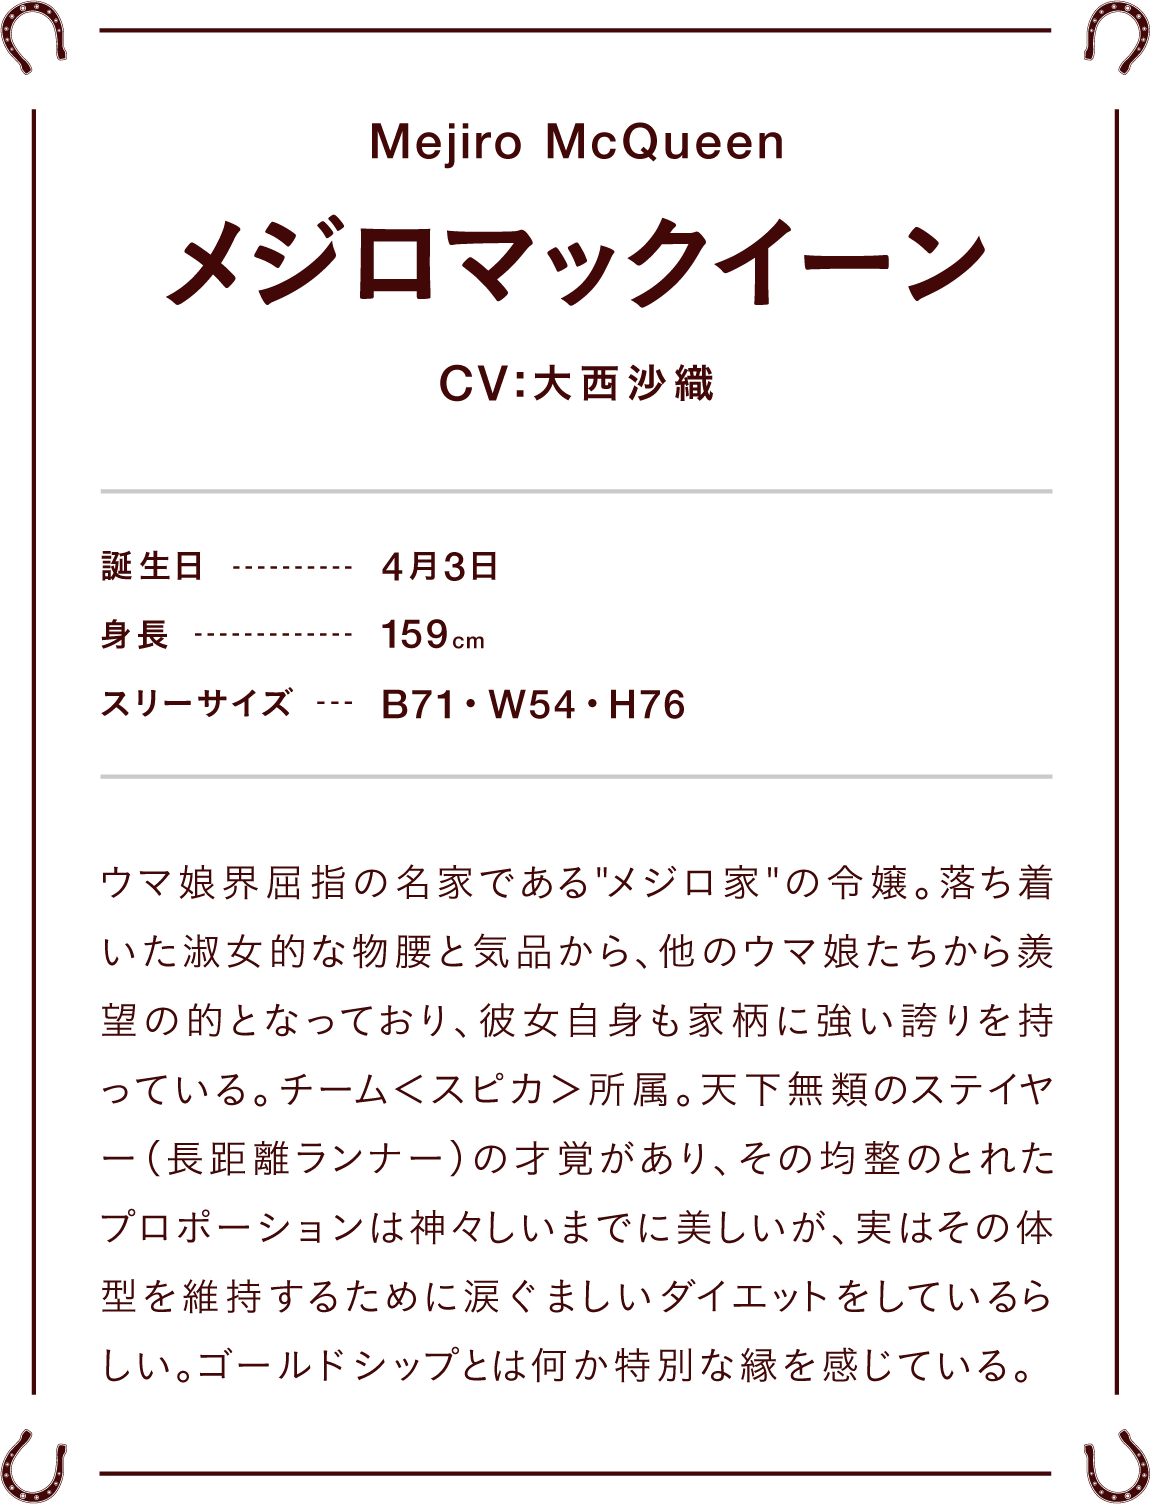 Mejiro McQueen
メジロマックイーン
CV:大西沙織
誕生日 ---------- 4月3日
身長 ------------- 159cm
スリーサイズ --- B71・W54・H76
ウマ娘界屈指の名家である"メジロ家"の令嬢。落ち着
いた淑女的な物腰と気品から、他のウマ娘たちから羨
望の的となっており、彼女自身も家柄に強い誇りを持
っている。チーム＜スピカ＞所属。天下無類のステイヤ
ー（長距離ランナー）の才覚があり、その均整のとれた
プロポーションは神々しいまでに美しいが、実はその体
型を維持するために涙ぐましいダイエットをしているら
しい。ゴールドシップとは何か特別な縁を感じている。